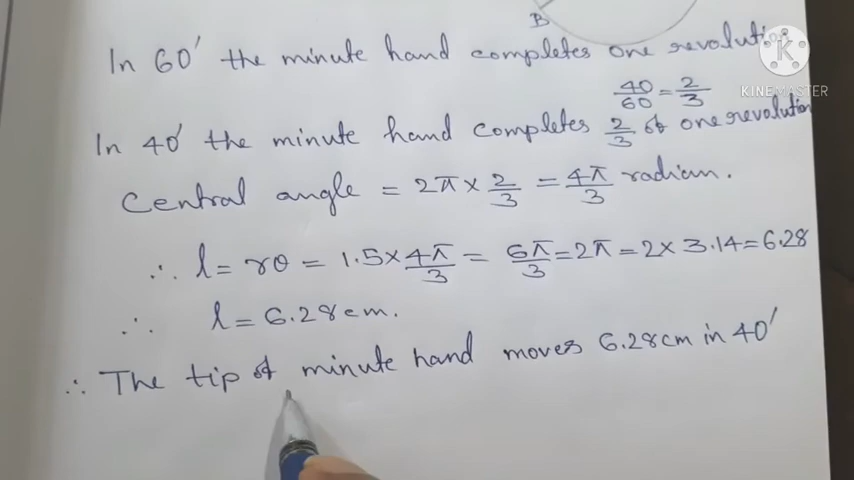 B
In 60' the minute hand completes one revolution
KINEMASTER
40/60 = 2/3
In 40' the minute hand completes 2/3 of one revolution
Central angle = 2π × 2/3 = 4π/3 radian.
∴ l = rθ = 1.5 × 4π/3 = 6π/3 = 2π = 2 × 3.14 = 6.28
∴ l = 6.28 cm.
∴ The tip of minute hand moves 6.28 cm in 40'